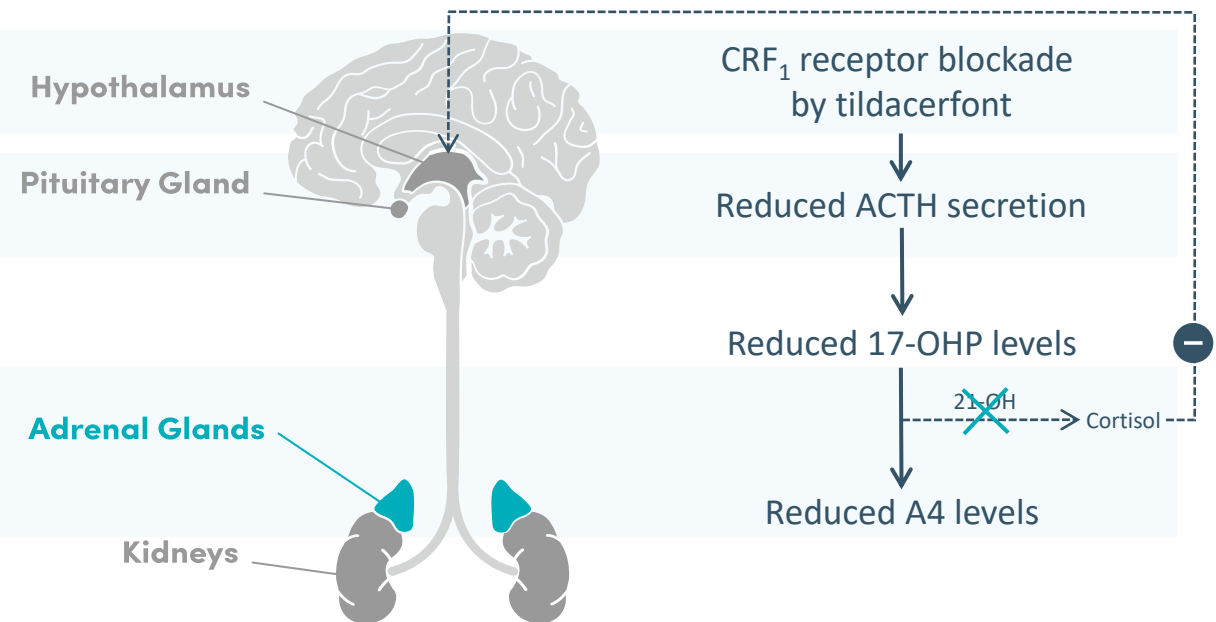 Hypothalamus
Pituitary Gland
Adrenal Glands
Kidneys
CRF₁ receptor blockade
by tildacerfont
Reduced ACTH secretion
Reduced 17-OHP levels
−
21-OH
Cortisol
Reduced A4 levels